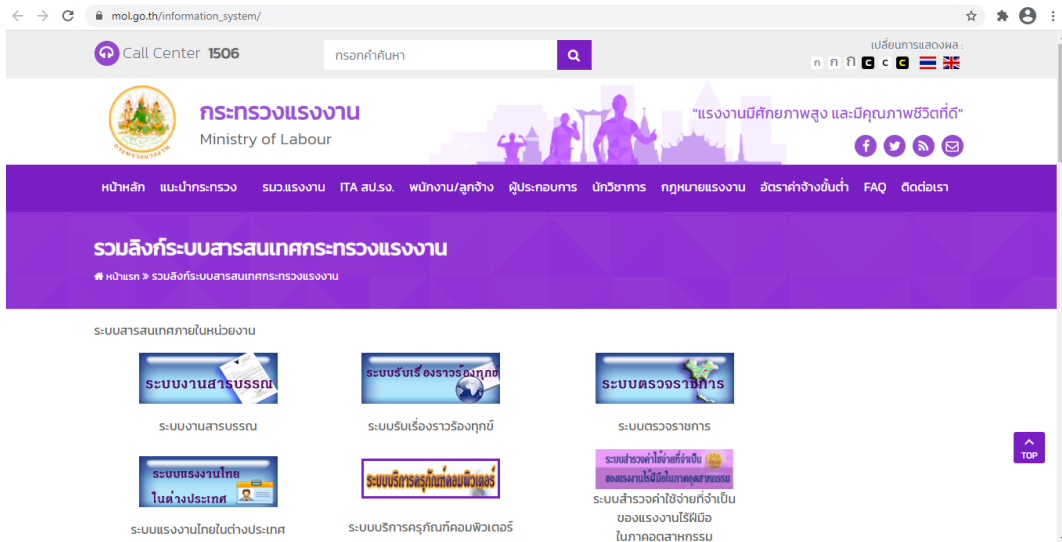 mol.go.th/information_system/
Call Center 1506
กรอกคำค้นหา
เปลี่ยนการแสดงผล :
ก ก ก C C C
กระทรวงแรงงาน
Ministry of Labour
"แรงงานมีศักยภาพสูง และมีคุณภาพชีวิตที่ดี"
กระทรวงแรงงาน
หน้าหลัก แนะนำกระทรวง รมว.แรงงาน ITA สป.รง. พนักงาน/ลูกจ้าง ผู้ประกอบการ นักวิชาการ กฎหมายแรงงาน อัตราค่าจ้างขั้นต่ำ FAQ ติดต่อเรา
รวมลิงก์ระบบสารสนเทศกระทรวงแรงงาน
หน้าแรก » รวมลิงก์ระบบสารสนเทศกระทรวงแรงงาน
ระบบสารสนเทศภายในหน่วยงาน
ระบบงานสารบรรณ
ระบบรับเรื่องราวร้องทุกข์
ระบบตรวจราชการ
ระบบงานสารบรรณ
ระบบรับเรื่องราวร้องทุกข์
ระบบตรวจราชการ
TOP
ระบบแรงงานไทย
ในต่างประเทศ
ระบบบริการครุภัณฑ์คอมพิวเตอร์
ระบบสำรวจค่าใช้จ่ายที่จำเป็น
ของแรงงานไร้ฝีมือในภาคอุตสาหกรรม
ระบบแรงงานไทยในต่างประเทศ
ระบบบริการครุภัณฑ์คอมพิวเตอร์
ระบบสำรวจค่าใช้จ่ายที่จำเป็น
ของแรงงานไร้ฝีมือ
ในภาคอุตสาหกรรม